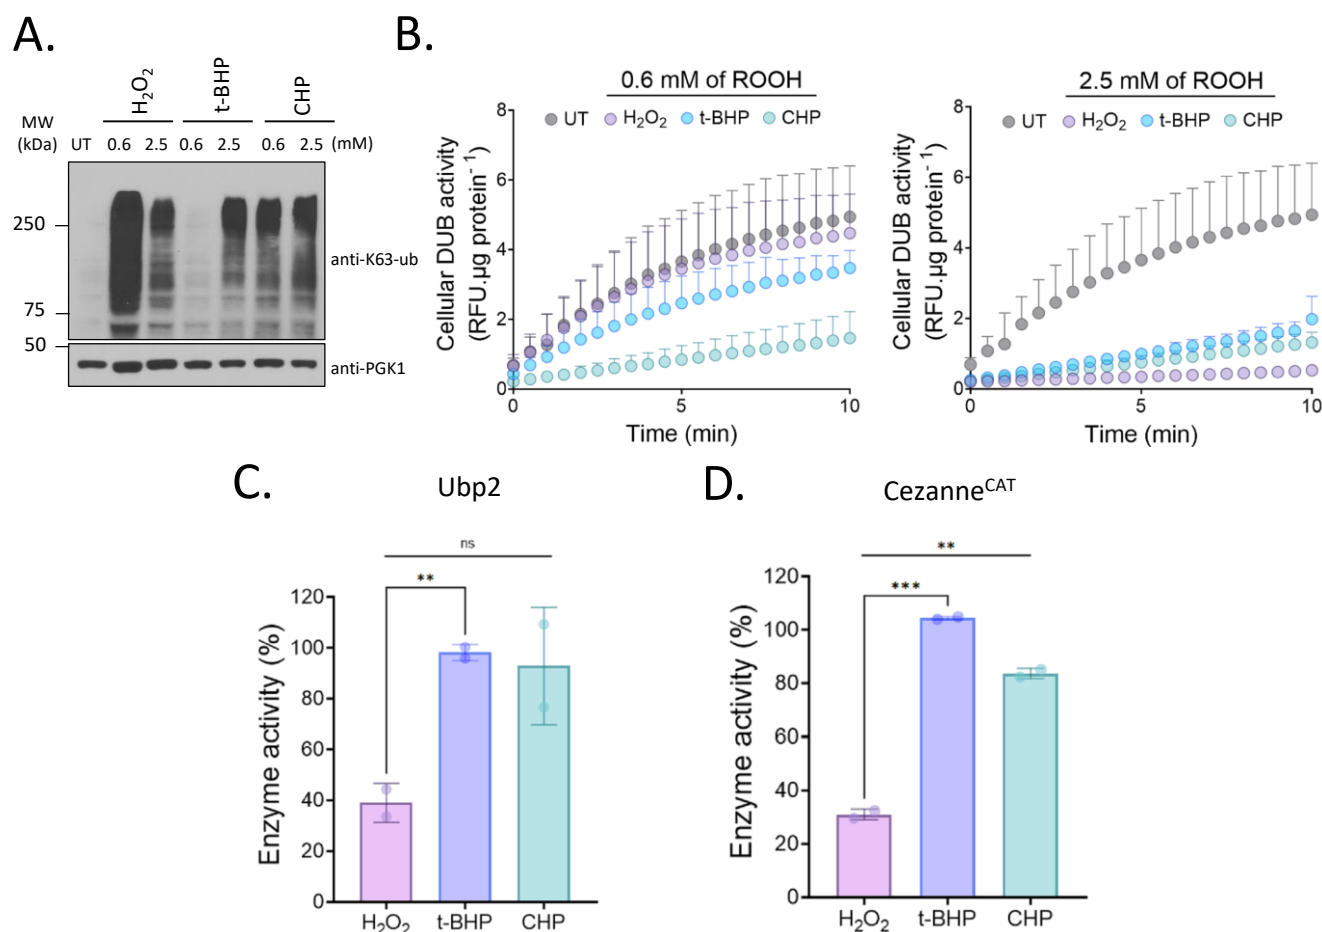 A.
H₂O₂
t-BHP
CHP
MW
(kDa)
UT
0.6
2.5
0.6
2.5
0.6
2.5
(mM)
250
75
50
anti-K63-ub
anti-PGK1
B.
0.6 mM of ROOH
UT
H₂O₂
t-BHP
CHP
Cellular DUB activity
(RFU.µg protein⁻¹)
8
6
4
2
0
0
5
10
Time (min)
2.5 mM of ROOH
UT
H₂O₂
t-BHP
CHP
Cellular DUB activity
(RFU.µg protein⁻¹)
8
6
4
2
0
0
5
10
Time (min)
C.
Ubp2
ns
**
Enzyme activity (%)
120
100
80
60
40
20
0
H₂O₂
t-BHP
CHP
D.
Cezanneᶜᴬᵀ
**
***
Enzyme activity (%)
120
100
80
60
40
20
0
H₂O₂
t-BHP
CHP